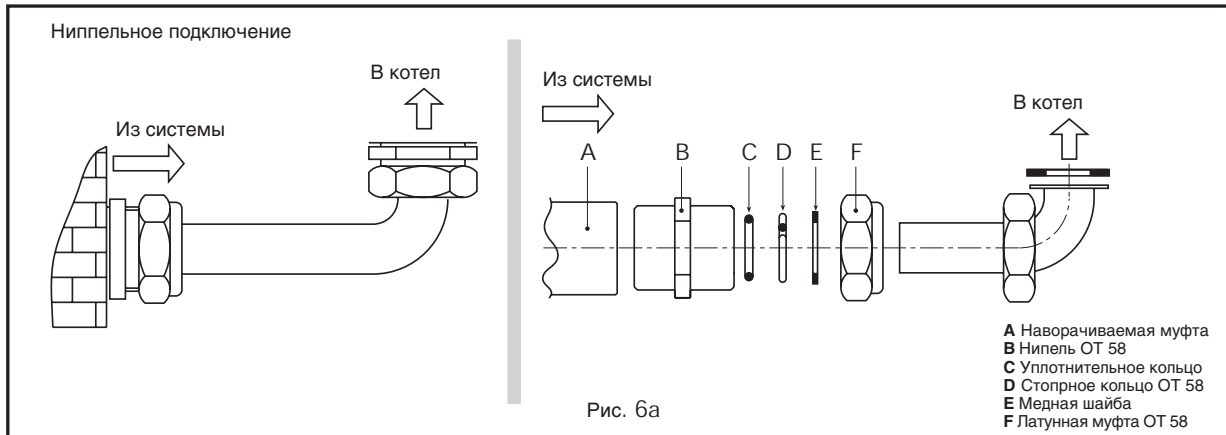 Ниппельное подключение
В котел
Из системы
Из системы
В котел
A B C D E F
A Наворачиваемая муфта
B Нипель ОТ 58
C Уплотнительное кольцо
D Стопрное кольцо ОТ 58
E Медная шайба
F Латунная муфта ОТ 58
Рис. 6а